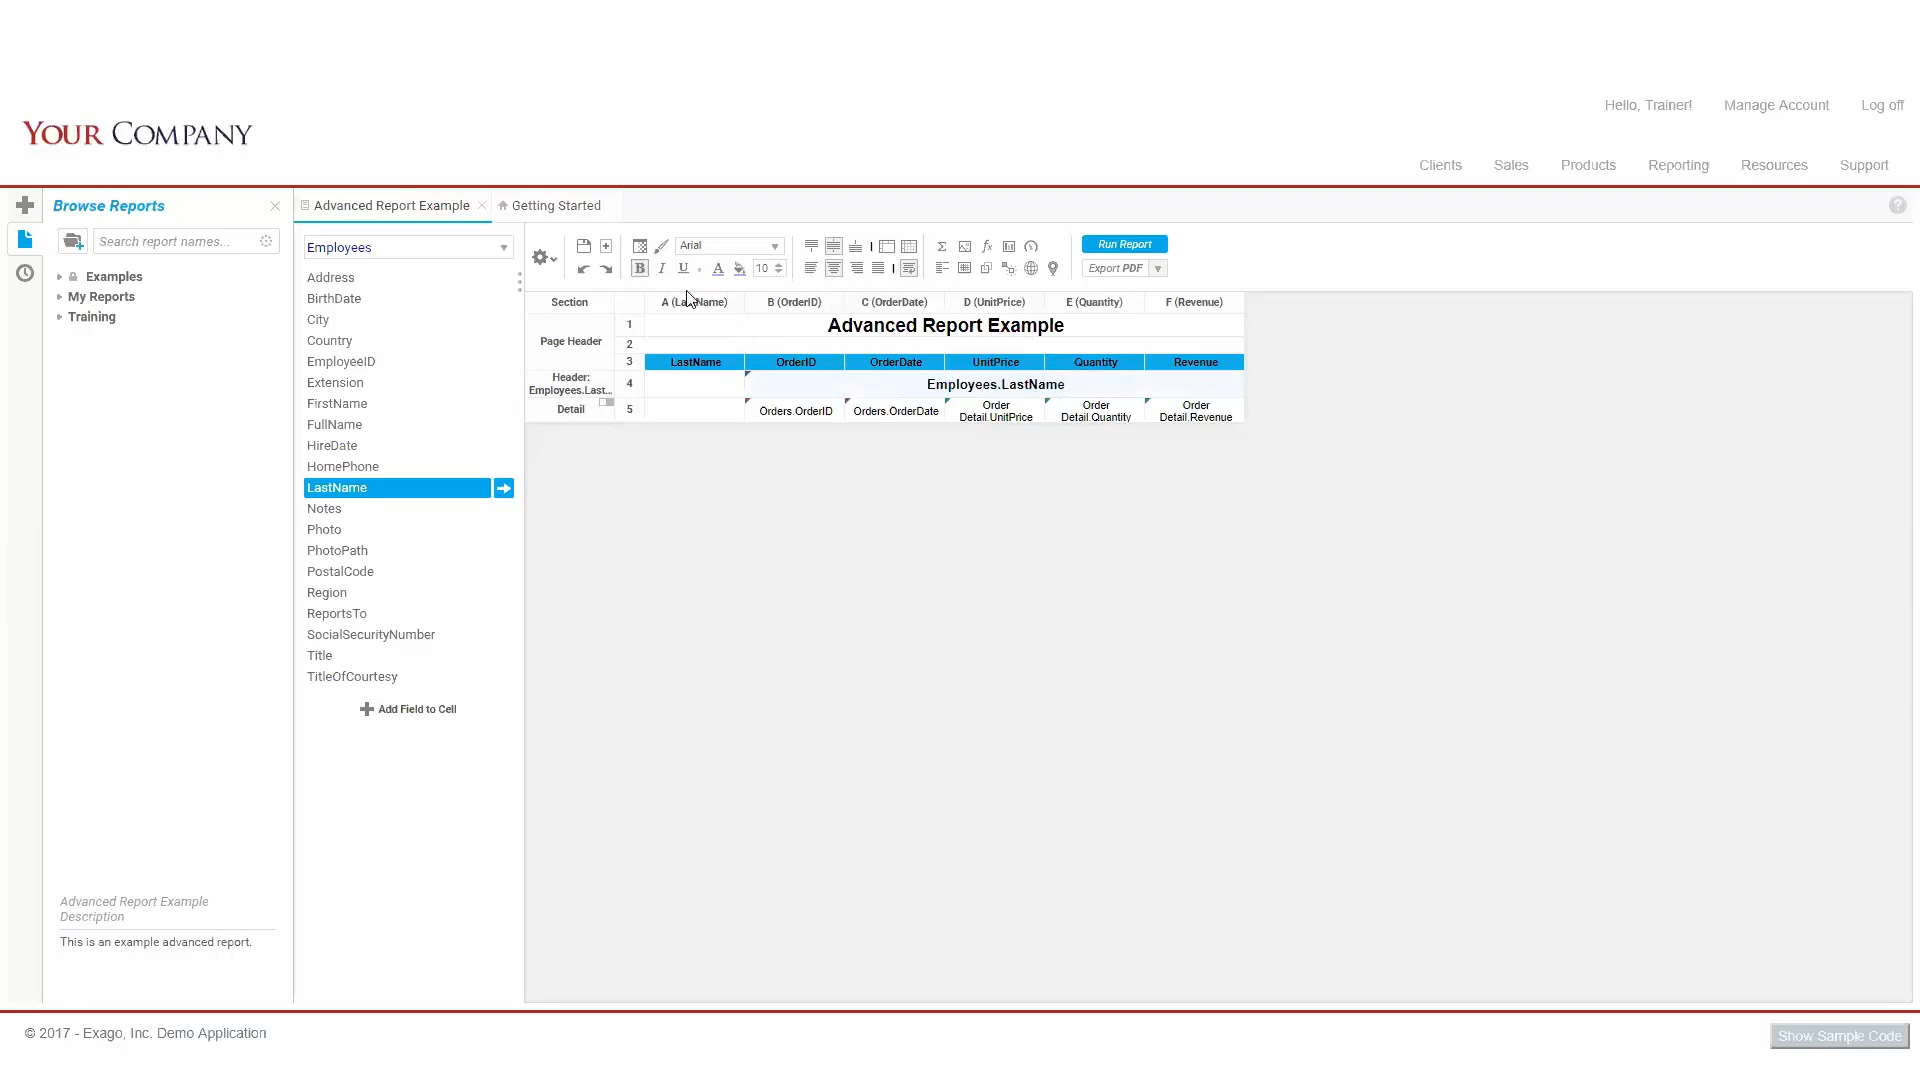 Hello, Trainer!
Manage Account
Log off
YOUR COMPANY
Clients
Sales
Products
Reporting
Resources
Support
Browse Reports
Search report names...
Examples
My Reports
Training
Advanced Report Example
Description
This is an example advanced report.
Advanced Report Example
Getting Started
Employees
Address
BirthDate
City
Country
EmployeeID
Extension
FirstName
FullName
HireDate
HomePhone
LastName
Notes
Photo
PhotoPath
PostalCode
Region
ReportsTo
SocialSecurityNumber
Title
TitleOfCourtesy
Add Field to Cell
Arial
B I U A 10
Run Report
Export PDF
Section
B (OrderID)
C (OrderDate)
D (UnitPrice)
E (Quantity)
F (Revenue)
Page Header
1
Advanced Report Example
2
3
LastName
OrderID
OrderDate
UnitPrice
Quantity
Revenue
Header:
Employees.Last...
4
Employees.LastName
Detail
5
Orders.OrderID
Orders.OrderDate
Order
Detail.UnitPrice
Order
Detail.Quantity
Order
Detail.Revenue
© 2017 - Exago, Inc. Demo Application
Show Sample Code